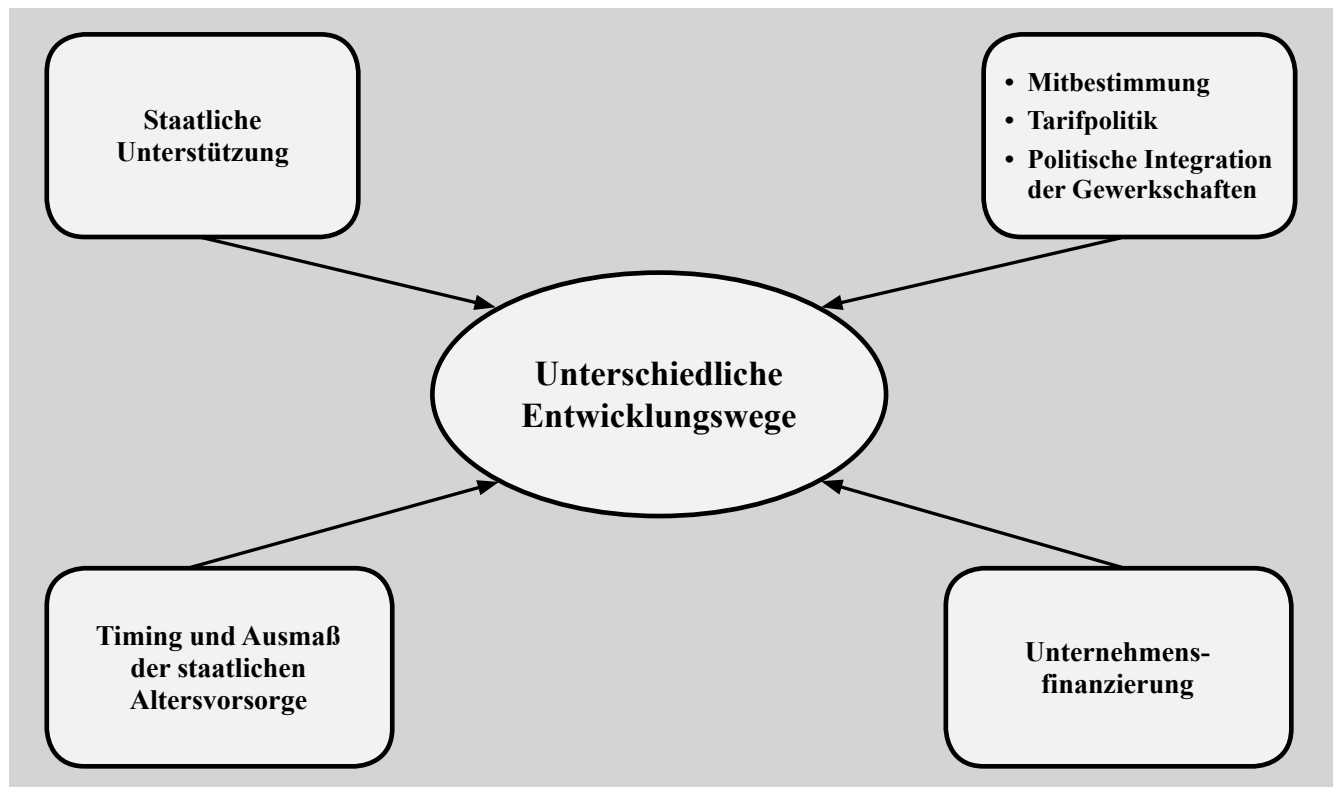 Staatliche
Unterstützung
• Mitbestimmung
• Tarifpolitik
• Politische Integration
der Gewerkschaften
Unterschiedliche
Entwicklungswege
Timing und Ausmaß
der staatlichen
Altersvorsorge
Unternehmens-
finanzierung